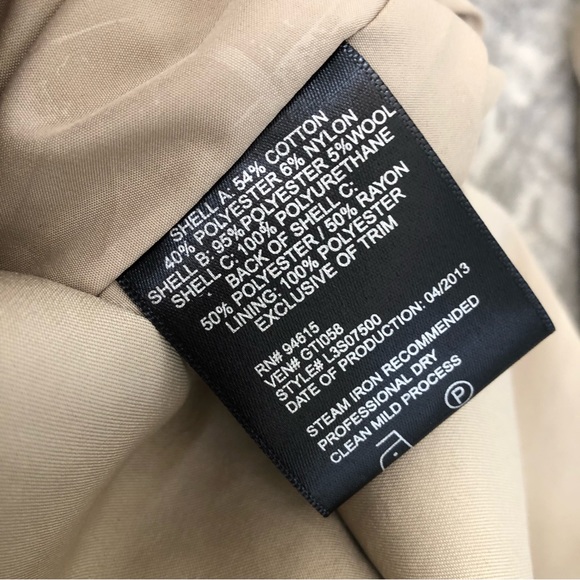 SHELL A: 54% COTTON
40% POLYESTER 6% NYLON
SHELL B: 95%POLYESTER 5%WOOL
SHELL C: 100% POLYURETHANE
BACK OF SHELL C:
50% POLYESTER / 50% RAYON
LINING: 100% POLYESTER
EXCLUSIVE OF TRIM
RN# 94615
VEN# GTI058
STYLE# L3S07500
DATE OF PRODUCTION: 04/2013
STEAM IRON RECOMMENDED
PROFESSIONAL DRY
CLEAN MILD PROCESS
P